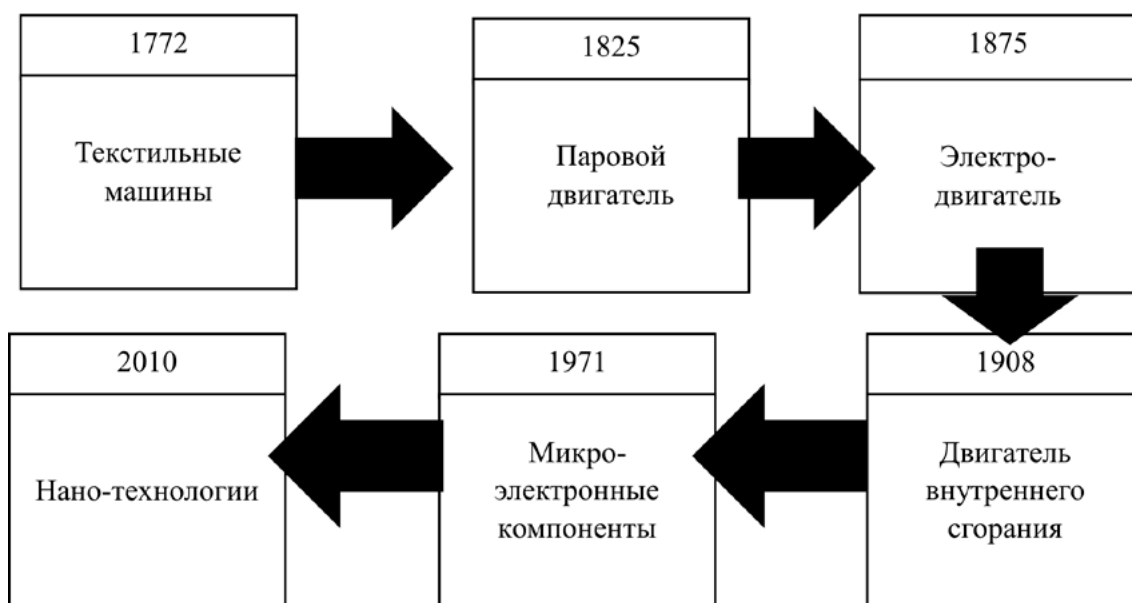 1772
Текстильные
машины
1825
Паровой
двигатель
1875
Электро-
двигатель
1908
Двигатель
внутреннего
сгорания
1971
Микро-
электронные
компоненты
2010
Нано-технологии